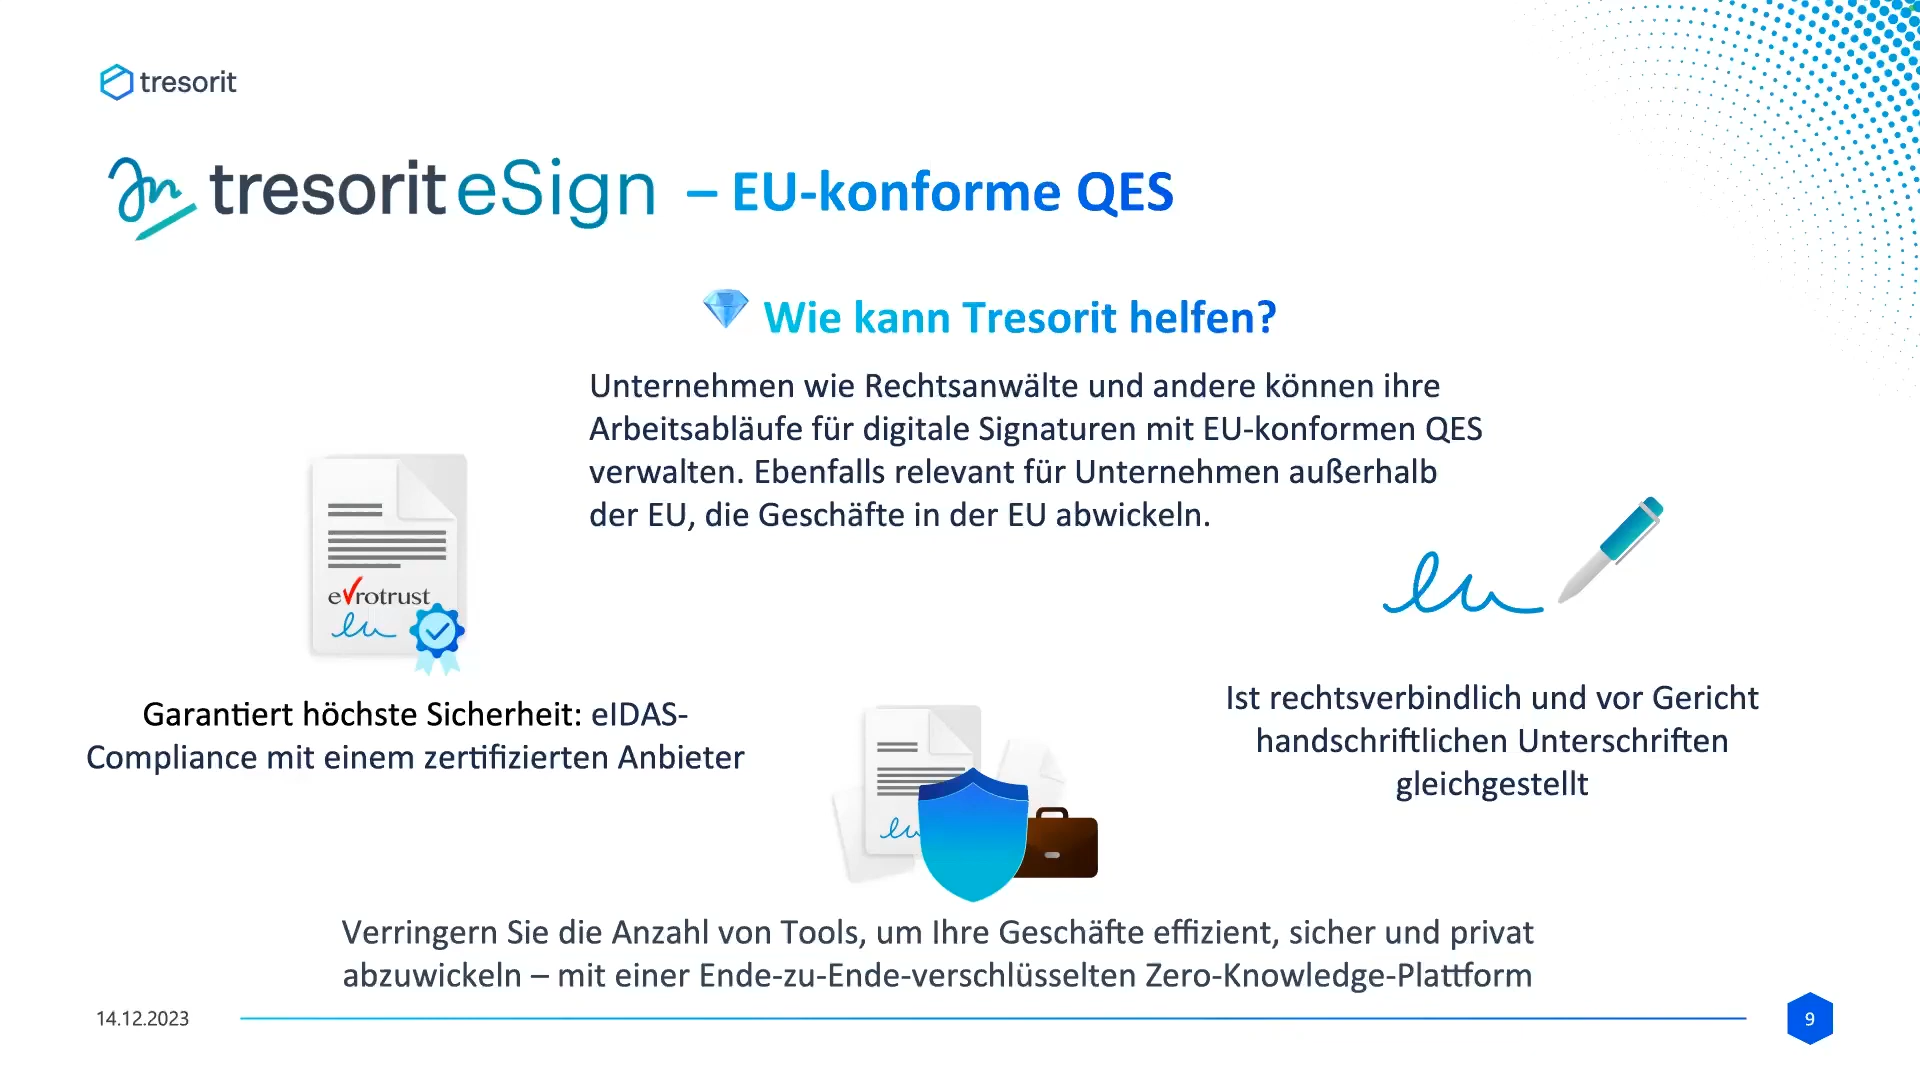 tresorit
tresorit eSign – EU-konforme QES
Wie kann Tresorit helfen?
Unternehmen wie Rechtsanwälte und andere können ihre
Arbeitsabläufe für digitale Signaturen mit EU-konformen QES
verwalten. Ebenfalls relevant für Unternehmen außerhalb
der EU, die Geschäfte in der EU abwickeln.
evrotrust
Garantiert höchste Sicherheit: eIDAS-
Compliance mit einem zertifizierten Anbieter
Ist rechtsverbindlich und vor Gericht
handschriftlichen Unterschriften
gleichgestellt
Verringern Sie die Anzahl von Tools, um Ihre Geschäfte effizient, sicher und privat
abzuwickeln – mit einer Ende-zu-Ende-verschlüsselten Zero-Knowledge-Plattform
14.12.2023
9